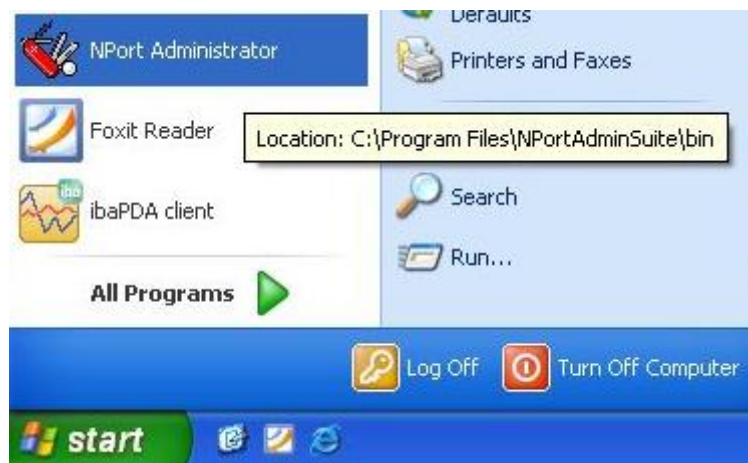 NPort Administrator
Foxit Reader
iba
ibaPDA client
All Programs
Defaults
Printers and Faxes
Location: C:\Program Files\NPortAdminSuite\bin
Search
Run...
Log Off
Turn Off Computer
start